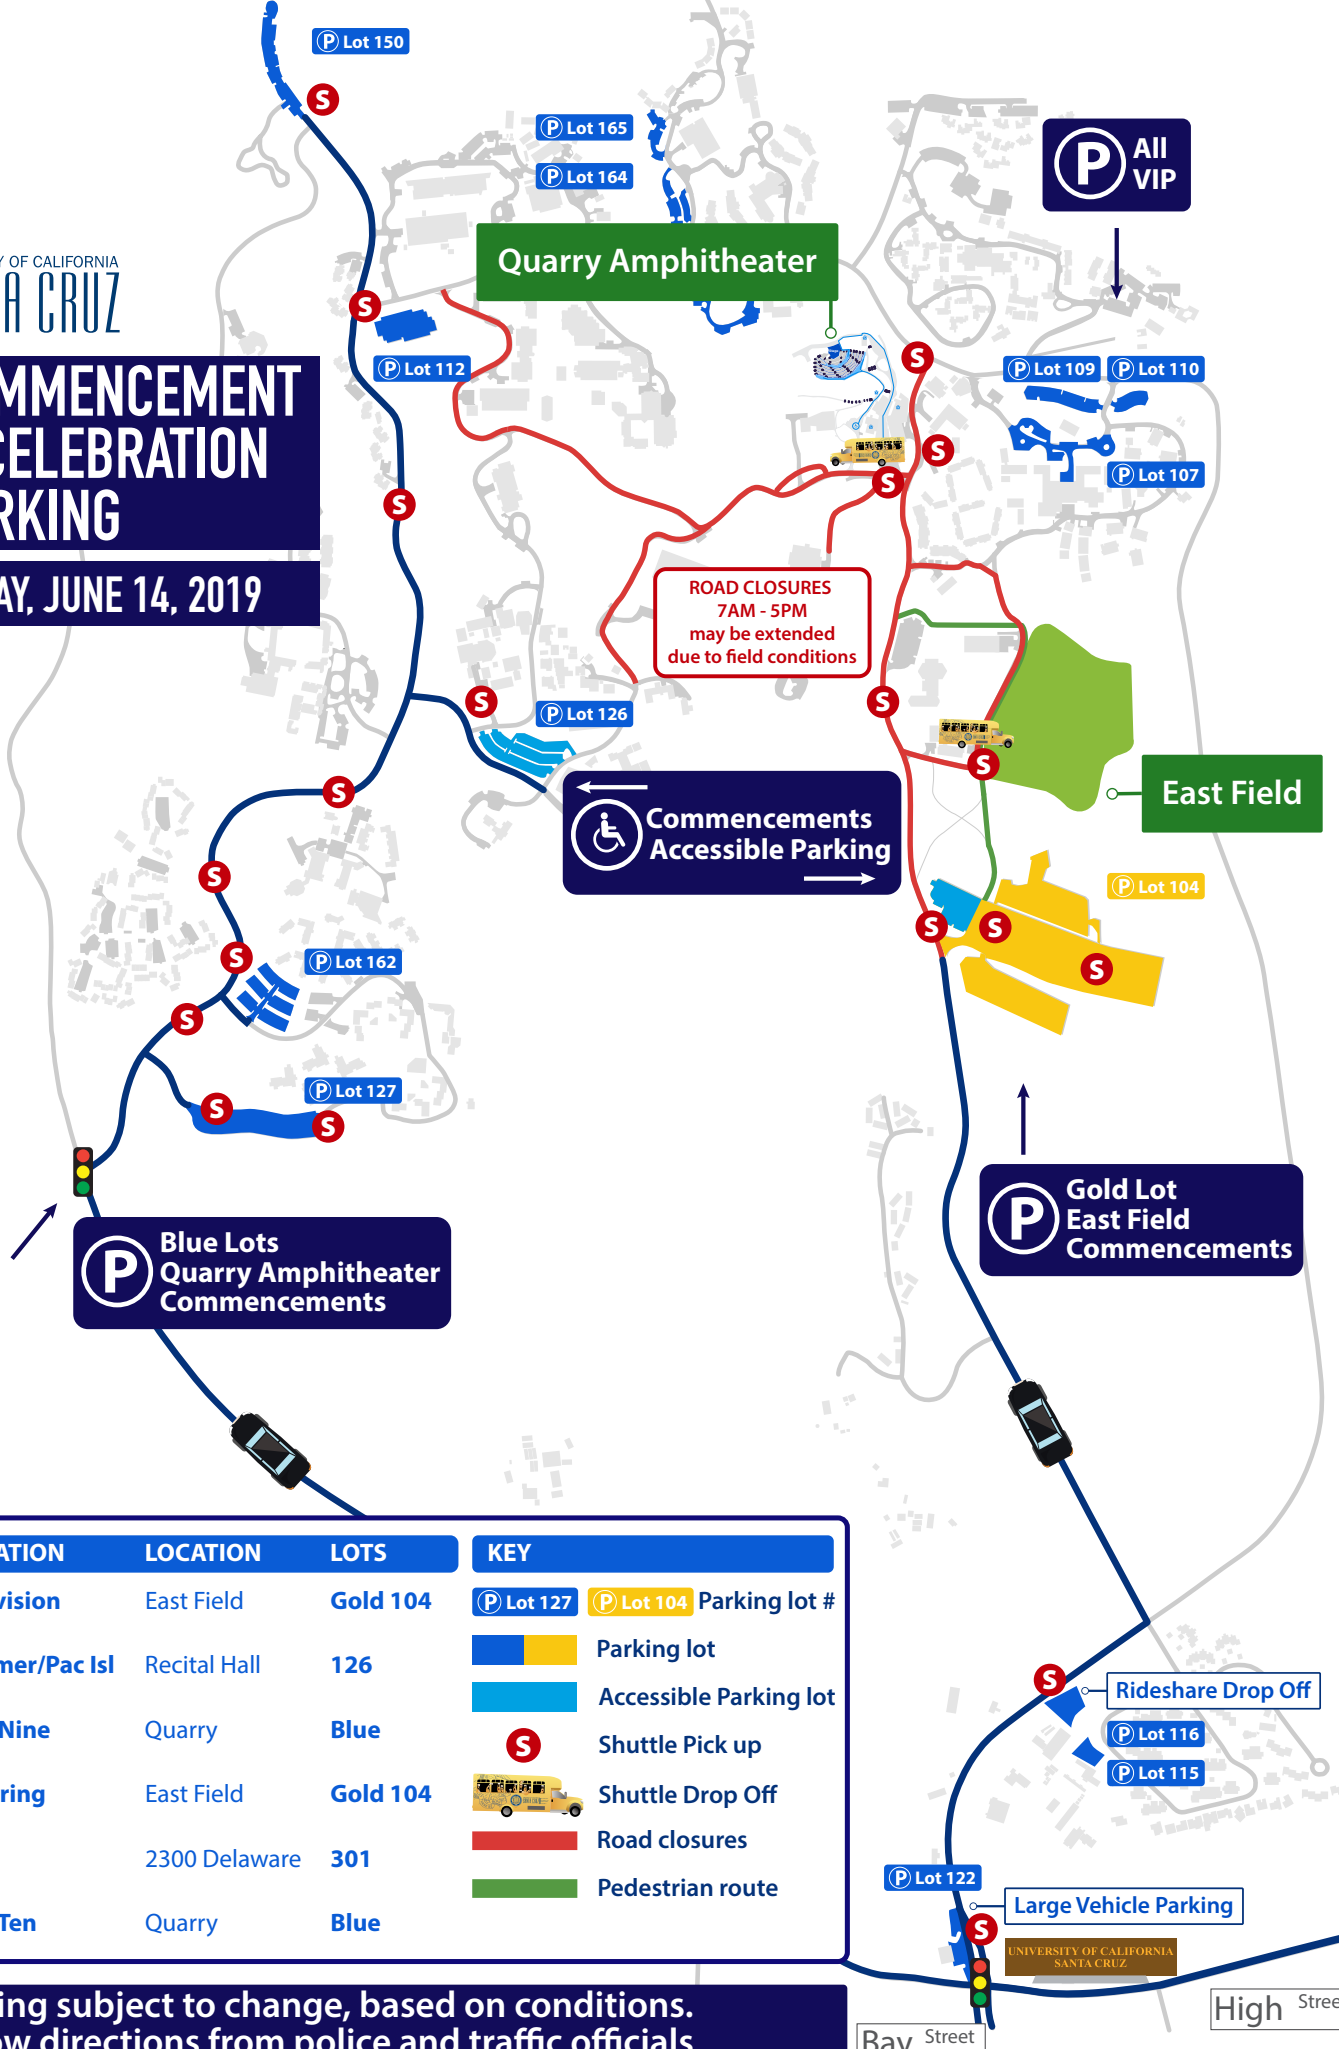 P Lot 150
S
P Lot 165
P Lot 164
P All
VIP
Quarry Amphitheater
Y OF CALIFORNIA
A CRUZ
MMENCEMENT
CELEBRATION
RKING
AY, JUNE 14, 2019
S
P Lot 112
S
P Lot 109
P Lot 110
P Lot 107
S
S
S
ROAD CLOSURES
7AM - 5PM
may be extended
due to field conditions
S
S
P Lot 126
S
S
East Field
S
Commencements
Accessible Parking
S
P Lot 104
S
S
S
S
P Lot 162
S
P Lot 127
S
S
P Blue Lots
Quarry Amphitheater
Commencements
P Gold Lot
East Field
Commencements
ATION LOCATION LOTS
vision East Field Gold 104
mer/Pac Isl Recital Hall 126
Nine Quarry Blue
ring East Field Gold 104
2300 Delaware 301
Ten Quarry Blue
KEY
P Lot 127 P Lot 104 Parking lot #
Parking lot
Accessible Parking lot
S Shuttle Pick up
Shuttle Drop Off
Road closures
Pedestrian route
S
Rideshare Drop Off
P Lot 116
P Lot 115
P Lot 122
Large Vehicle Parking
S
UNIVERSITY OF CALIFORNIA
SANTA CRUZ
High Stree
Bay Street
ing subject to change, based on conditions.
ow directions from police and traffic officials